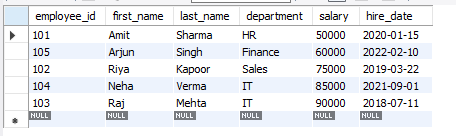 employee_id first_name last_name department salary hire_date
101 Amit Sharma HR 50000 2020-01-15
105 Arjun Singh Finance 60000 2022-02-10
102 Riya Kapoor Sales 75000 2019-03-22
104 Neha Verma IT 85000 2021-09-01
103 Raj Mehta IT 90000 2018-07-11
NULL NULL NULL NULL NULL NULL